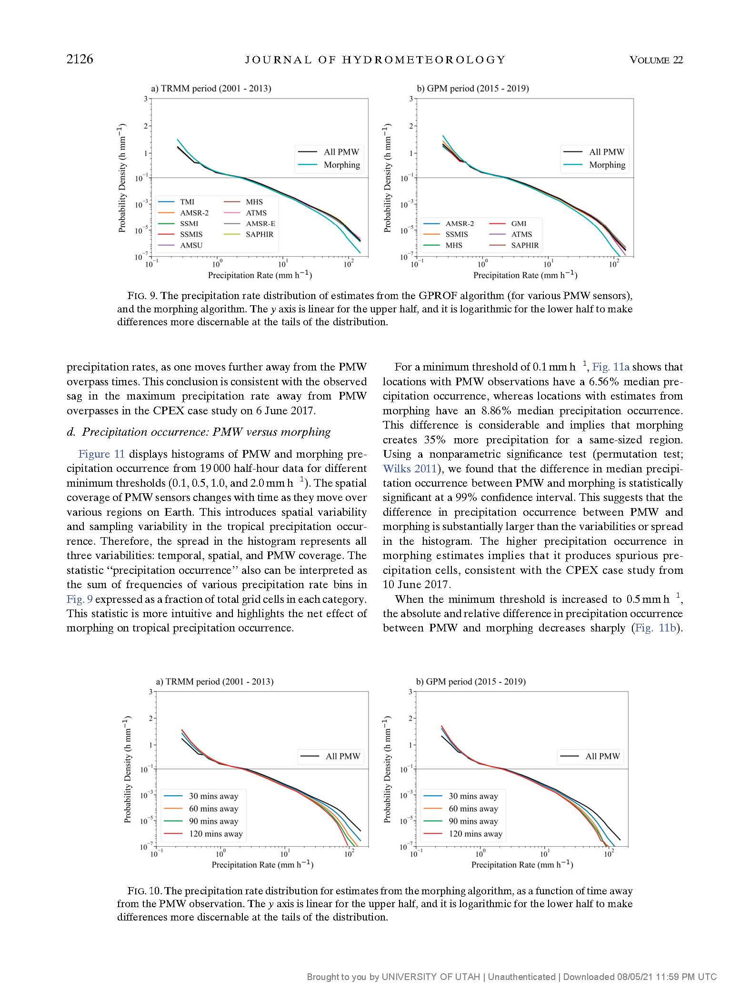 2126 JOURNAL OF HYDROMETEOROLOGY VOLUME 22
a) TRMM period (2001 - 2013)
3
2
1
10⁻¹
10⁻³
10⁻⁵
10⁻⁷
Probability Density (h mm⁻¹)
All PMW
Morphing
TMI
AMSR-2
SSMI
SSMIS
AMSU
MHS
ATMS
AMSR-E
SAPHIR
10⁻¹ 10⁰ 10¹ 10²
Precipitation Rate (mm h⁻¹)
b) GPM period (2015 - 2019)
3
2
1
10⁻¹
10⁻³
10⁻⁵
10⁻⁷
Probability Density (h mm⁻¹)
All PMW
Morphing
AMSR-2
SSMIS
MHS
GMI
ATMS
SAPHIR
10⁻¹ 10⁰ 10¹ 10²
Precipitation Rate (mm h⁻¹)
FIG. 9. The precipitation rate distribution of estimates from the GPROF algorithm (for various PMW sensors),
and the morphing algorithm. The y axis is linear for the upper half, and it is logarithmic for the lower half to make
differences more discernable at the tails of the distribution.
precipitation rates, as one moves further away from the PMW
overpass times. This conclusion is consistent with the observed
sag in the maximum precipitation rate away from PMW
overpasses in the CPEX case study on 6 June 2017.
d. Precipitation occurrence: PMW versus morphing
Figure 11 displays histograms of PMW and morphing pre-
cipitation occurrence from 19 000 half-hour data for different
minimum thresholds (0.1, 0.5, 1.0, and 2.0 mm h ¹). The spatial
coverage of PMW sensors changes with time as they move over
various regions on Earth. This introduces spatial variability
and sampling variability in the tropical precipitation occur-
rence. Therefore, the spread in the histogram represents all
three variabilities: temporal, spatial, and PMW coverage. The
statistic ‘‘precipitation occurrence’’ also can be interpreted as
the sum of frequencies of various precipitation rate bins in
Fig. 9 expressed as a fraction of total grid cells in each category.
This statistic is more intuitive and highlights the net effect of
morphing on tropical precipitation occurrence.
For a minimum threshold of 0.1 mm h ¹, Fig. 11a shows that
locations with PMW observations have a 6.56% median pre-
cipitation occurrence, whereas locations with estimates from
morphing have an 8.86% median precipitation occurrence.
This difference is considerable and implies that morphing
creates 35% more precipitation for a same-sized region.
Using a nonparametric significance test (permutation test;
Wilks 2011), we found that the difference in median precipi-
tation occurrence between PMW and morphing is statistically
significant at a 99% confidence interval. This suggests that the
difference in precipitation occurrence between PMW and
morphing is substantially larger than the variabilities or spread
in the histogram. The higher precipitation occurrence in
morphing estimates implies that it produces spurious pre-
cipitation cells, consistent with the CPEX case study from
10 June 2017.
When the minimum threshold is increased to 0.5 mm h ¹,
the absolute and relative difference in precipitation occurrence
between PMW and morphing decreases sharply (Fig. 11b).
a) TRMM period (2001 - 2013)
3
2
1
10⁻¹
10⁻³
10⁻⁵
10⁻⁷
Probability Density (h mm⁻¹)
All PMW
30 mins away
60 mins away
90 mins away
120 mins away
10⁻¹ 10⁰ 10¹ 10²
Precipitation Rate (mm h⁻¹)
b) GPM period (2015 - 2019)
3
2
1
10⁻¹
10⁻³
10⁻⁵
10⁻⁷
Probability Density (h mm⁻¹)
All PMW
30 mins away
60 mins away
90 mins away
120 mins away
10⁻¹ 10⁰ 10¹ 10²
Precipitation Rate (mm h⁻¹)
FIG. 10. The precipitation rate distribution for estimates from the morphing algorithm, as a function of time away
from the PMW observation. The y axis is linear for the upper half, and it is logarithmic for the lower half to make
differences more discernable at the tails of the distribution.
Brought to you by UNIVERSITY OF UTAH | Unauthenticated | Downloaded 08/05/21 11:59 PM UTC